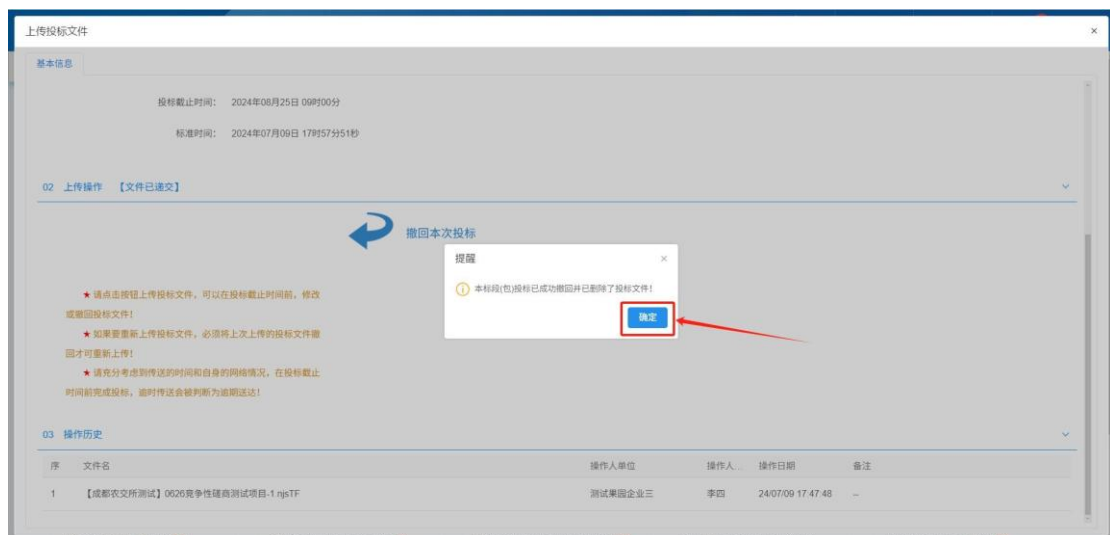 上传投标文件
×
基本信息
投标截止时间： 2024年08月25日 09时00分
标准时间： 2024年07月09日 17时57分51秒
02 上传操作 【文件已递交】
撤回本次投标
提醒 ×
本标段(包)投标已成功撤回并已删除了投标文件!
确定
★ 请点击按钮上传投标文件，可以在投标截止时间前，修改
或撤回投标文件!
★ 如果要重新上传投标文件，必须将上次上传的投标文件撤
回才可重新上传!
★ 请充分考虑到传送的时间和自身的网络情况，在投标截止
时间前完成投标，逾时传送会被判断为逾期送达!
03 操作历史
序 文件名 操作人单位 操作人... 操作日期 备注
1 【成都农交所测试】0626竞争性磋商测试项目-1.njsTF 测试果园企业三 李四 24/07/09 17:47:48 --